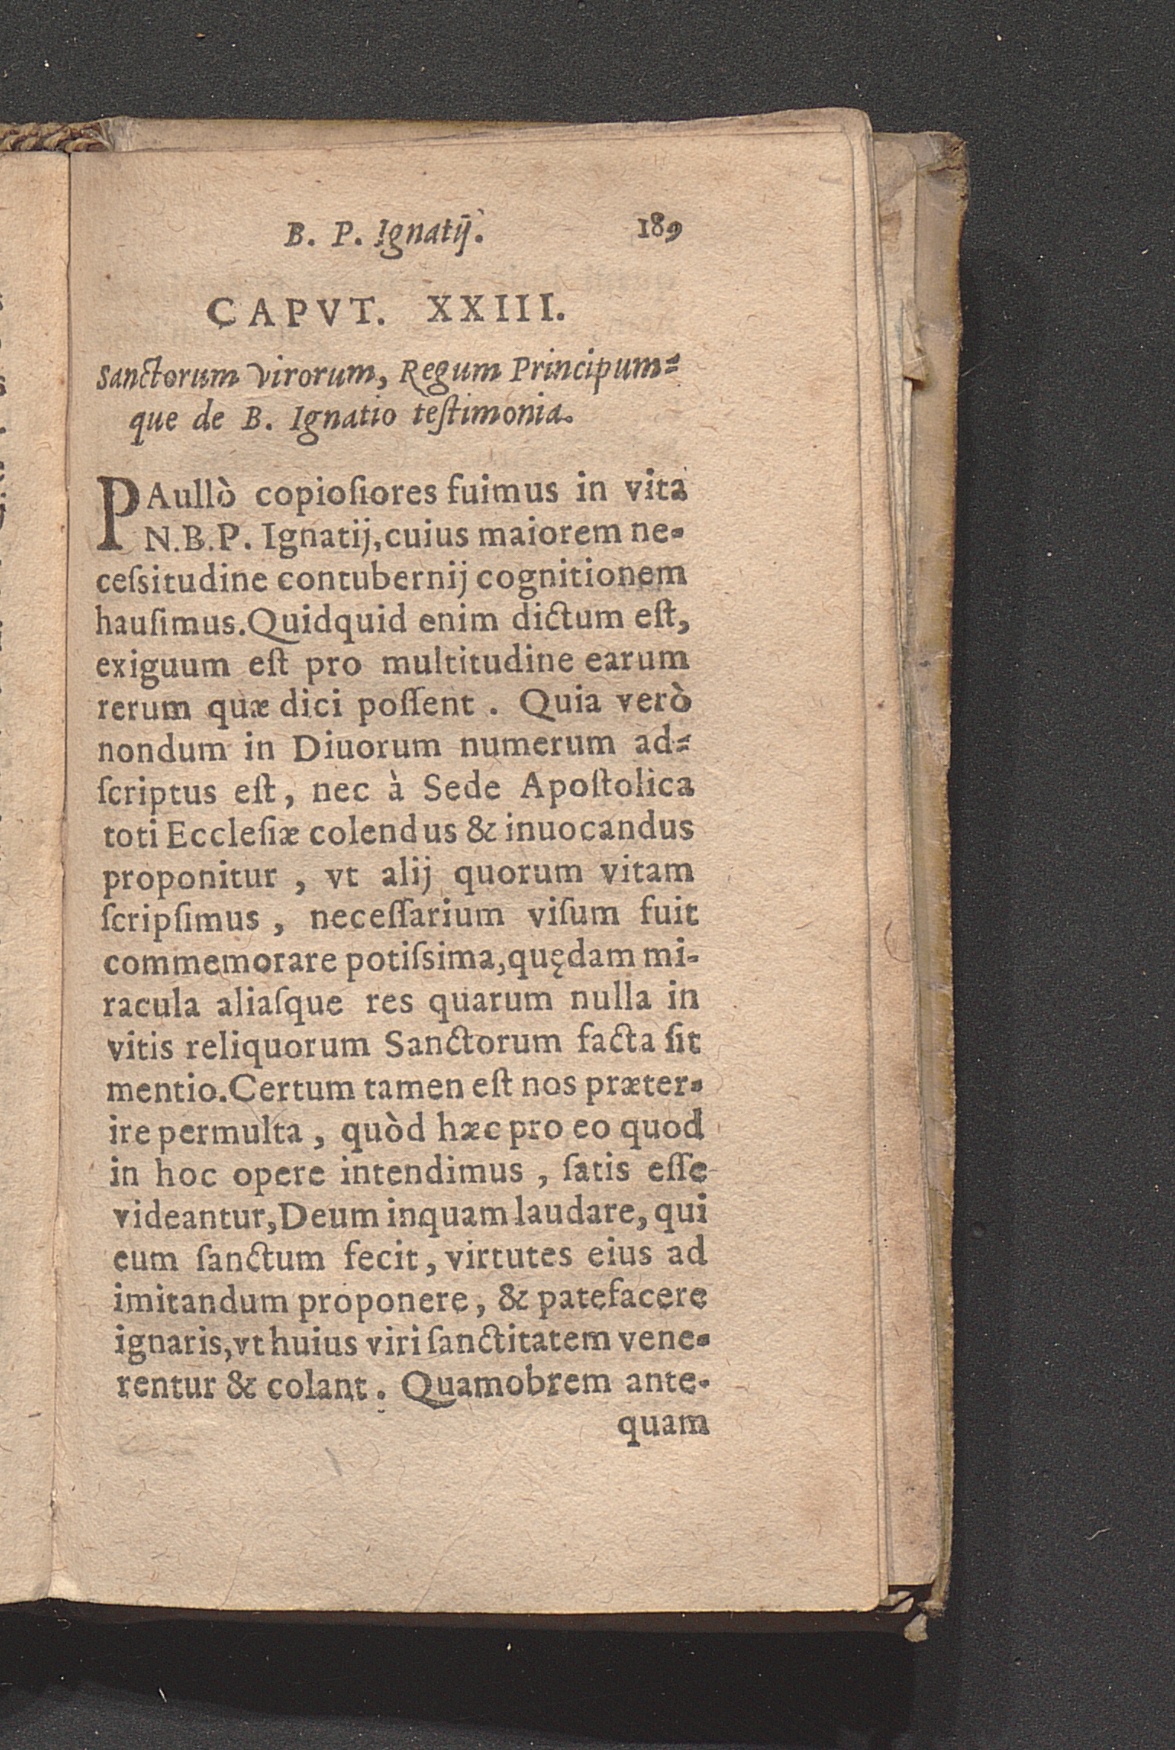 B. P. Ignatij. 189
CAPVT. XXIII.
Sanctorum virorum, Regum Principum-
que de B. Ignatio teſtimonia.
PAullò copioſiores fuimus in vita
N.B.P. Ignatij,cuius maiorem ne-
ceſsitudine contubernij cognitionem
hauſimus.Quidquid enim dictum eſt,
exiguum eſt pro multitudine earum
rerum quæ dici poſſent . Quia verò
nondum in Diuorum numerum ad-
ſcriptus eſt, nec à Sede Apoſtolica
toti Eccleſiæ colendus & inuocandus
proponitur , vt alij quorum vitam
ſcripſimus , neceſſarium viſum fuit
commemorare potiſsima,quędam mi-
racula aliaſque res quarum nulla in
vitis reliquorum Sanctorum facta ſit
mentio.Certum tamen eſt nos præter-
ire permulta , quòd hæc pro eo quod
in hoc opere intendimus , ſatis eſſe
videantur,Deum inquam laudare, qui
eum ſanctum fecit, virtutes eius ad
imitandum proponere, & patefacere
ignaris,vt huius viri ſanctitatem vene-
rentur & colant. Quamobrem ante-
quam